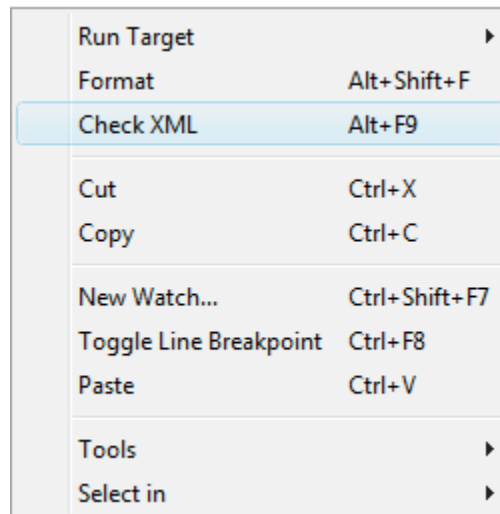 Run Target
Format Alt+Shift+F
Check XML Alt+F9
Cut Ctrl+X
Copy Ctrl+C
New Watch... Ctrl+Shift+F7
Toggle Line Breakpoint Ctrl+F8
Paste Ctrl+V
Tools
Select in